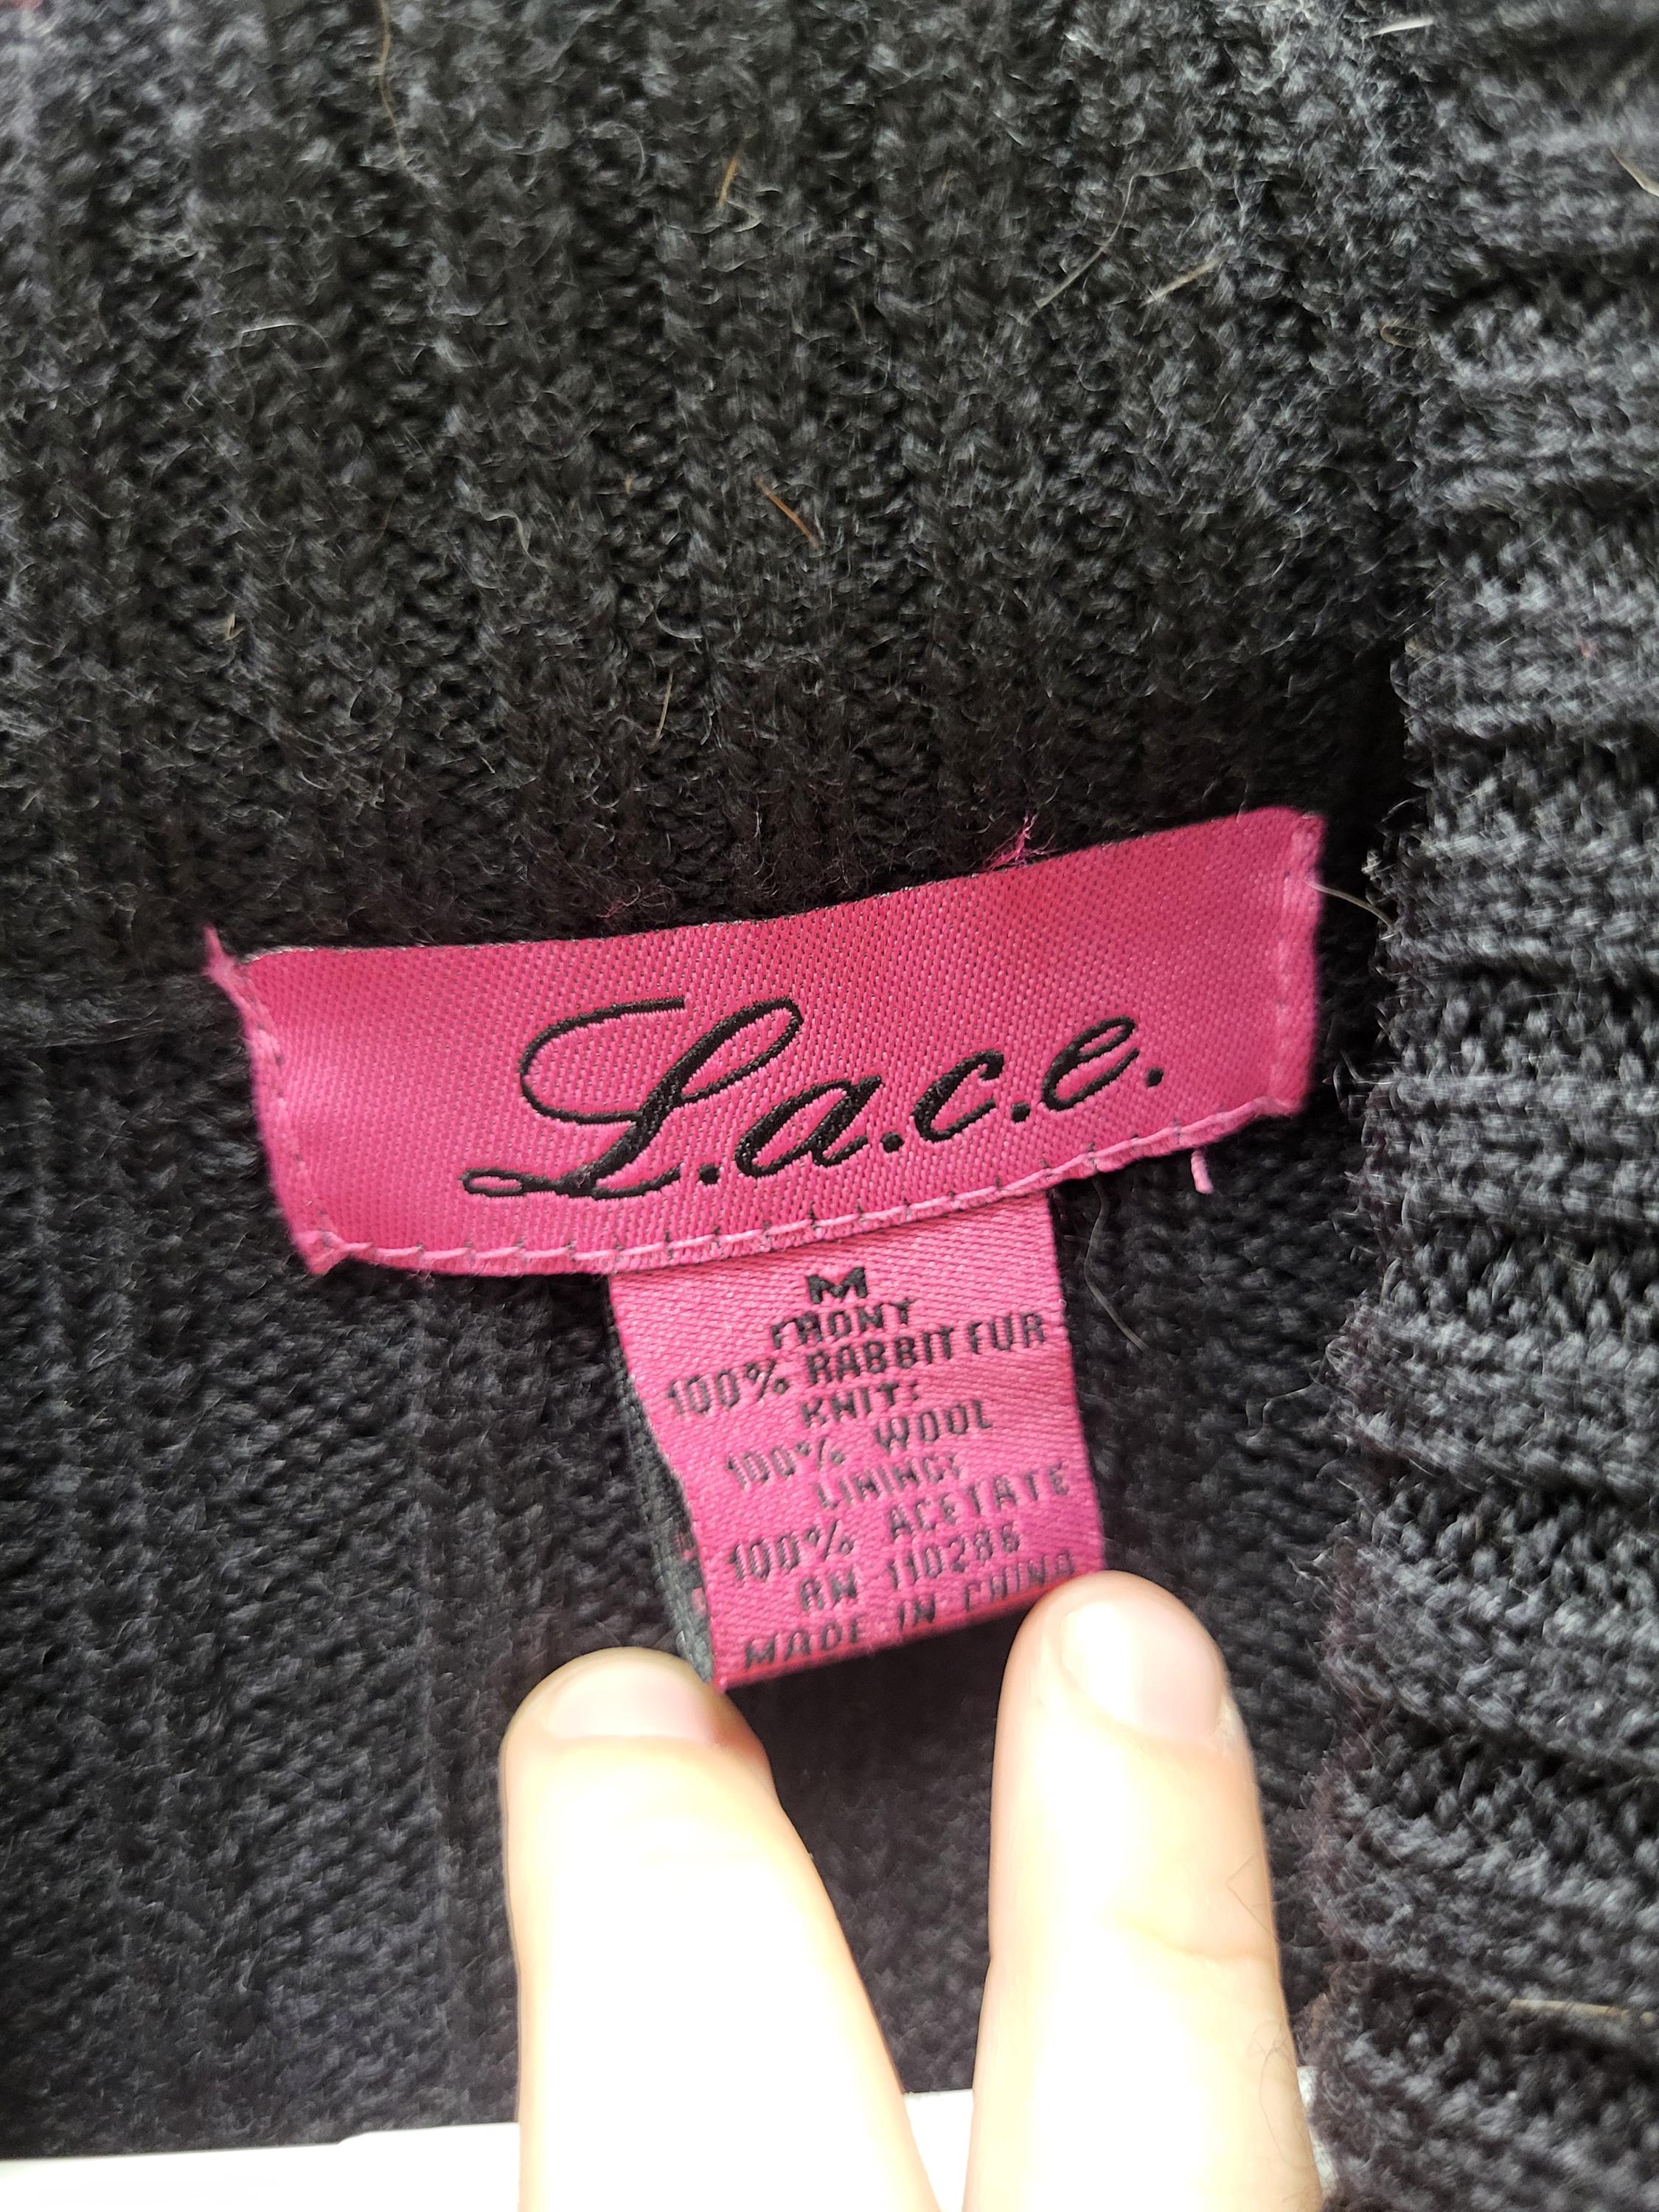 L.a.c.e.
M
FRONT
100% RABBIT FUR
KNIT:
100% WOOL
LINING:
100% ACETATE
RN 110286
MADE IN CHINA